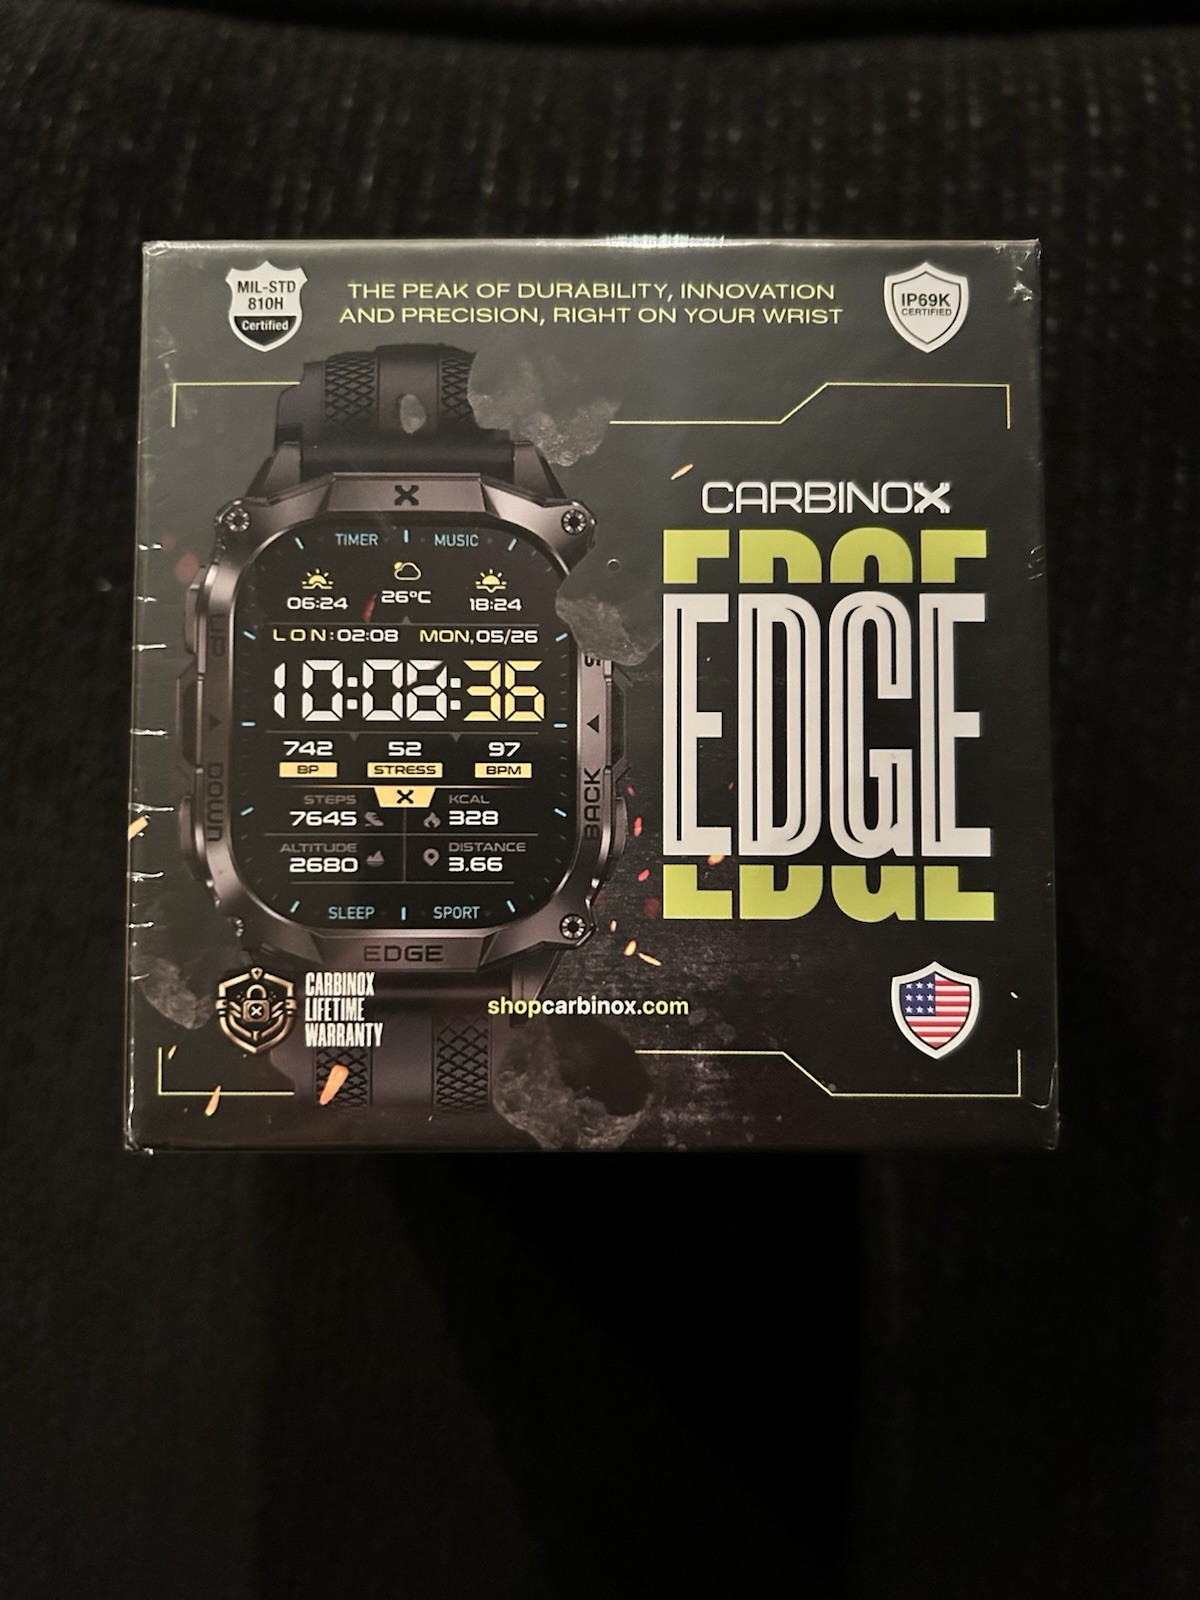 MIL-STD
810H
Certified
THE PEAK OF DURABILITY, INNOVATION
AND PRECISION, RIGHT ON YOUR WRIST
IP69K
CERTIFIED
CARBINOX
EDGE
EDGE
EDGE
X
TIMER MUSIC
06:24 26°C 18:24
LON:02:08 MON,05/26
10:08:36
742 52 97
BP STRESS BPM
X
STEPS KCAL
7645 328
ALTITUDE DISTANCE
2680 3.66
SLEEP SPORT
EDGE
UP
DOWN
BACK
CARBINOX
LIFETIME
WARRANTY
shopcarbinox.com